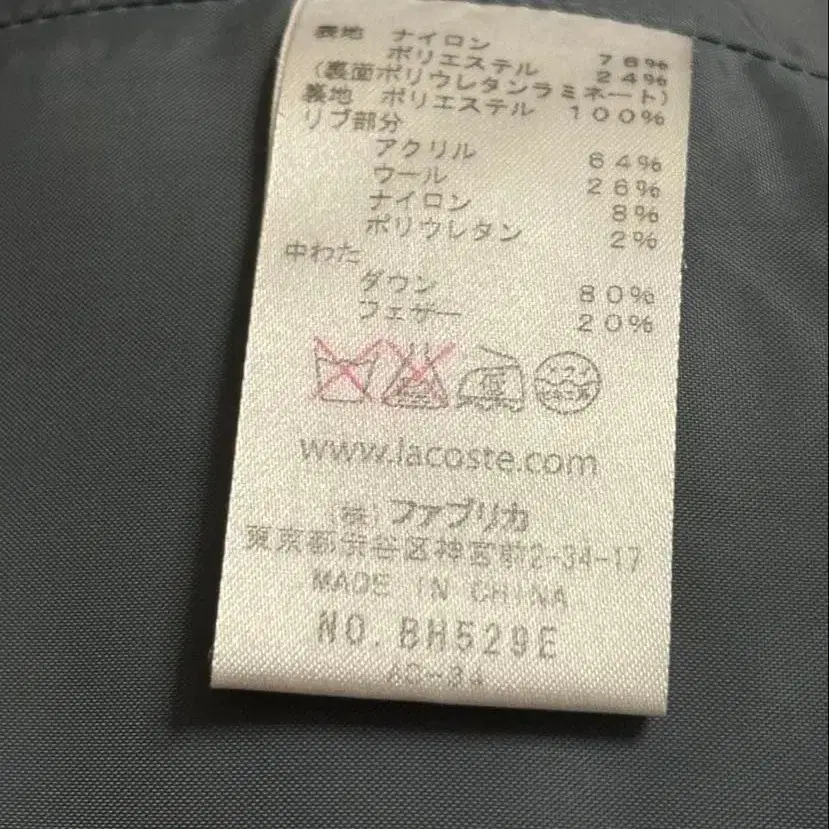 表地 ナイロン 76%
ポリエステル 24%
(裏面ポリウレタンラミネート)
裏地 ポリエステル 100%
リブ部分
アクリル 64%
ウール 26%
ナイロン 8%
ポリウレタン 2%
中わた
ダウン 80%
フェザー 20%
低 ドライ
www.lacoste.com
(株)ファブリカ
東京都渋谷区神宮前2-34-17
MADE IN CHINA
NO.BH529E